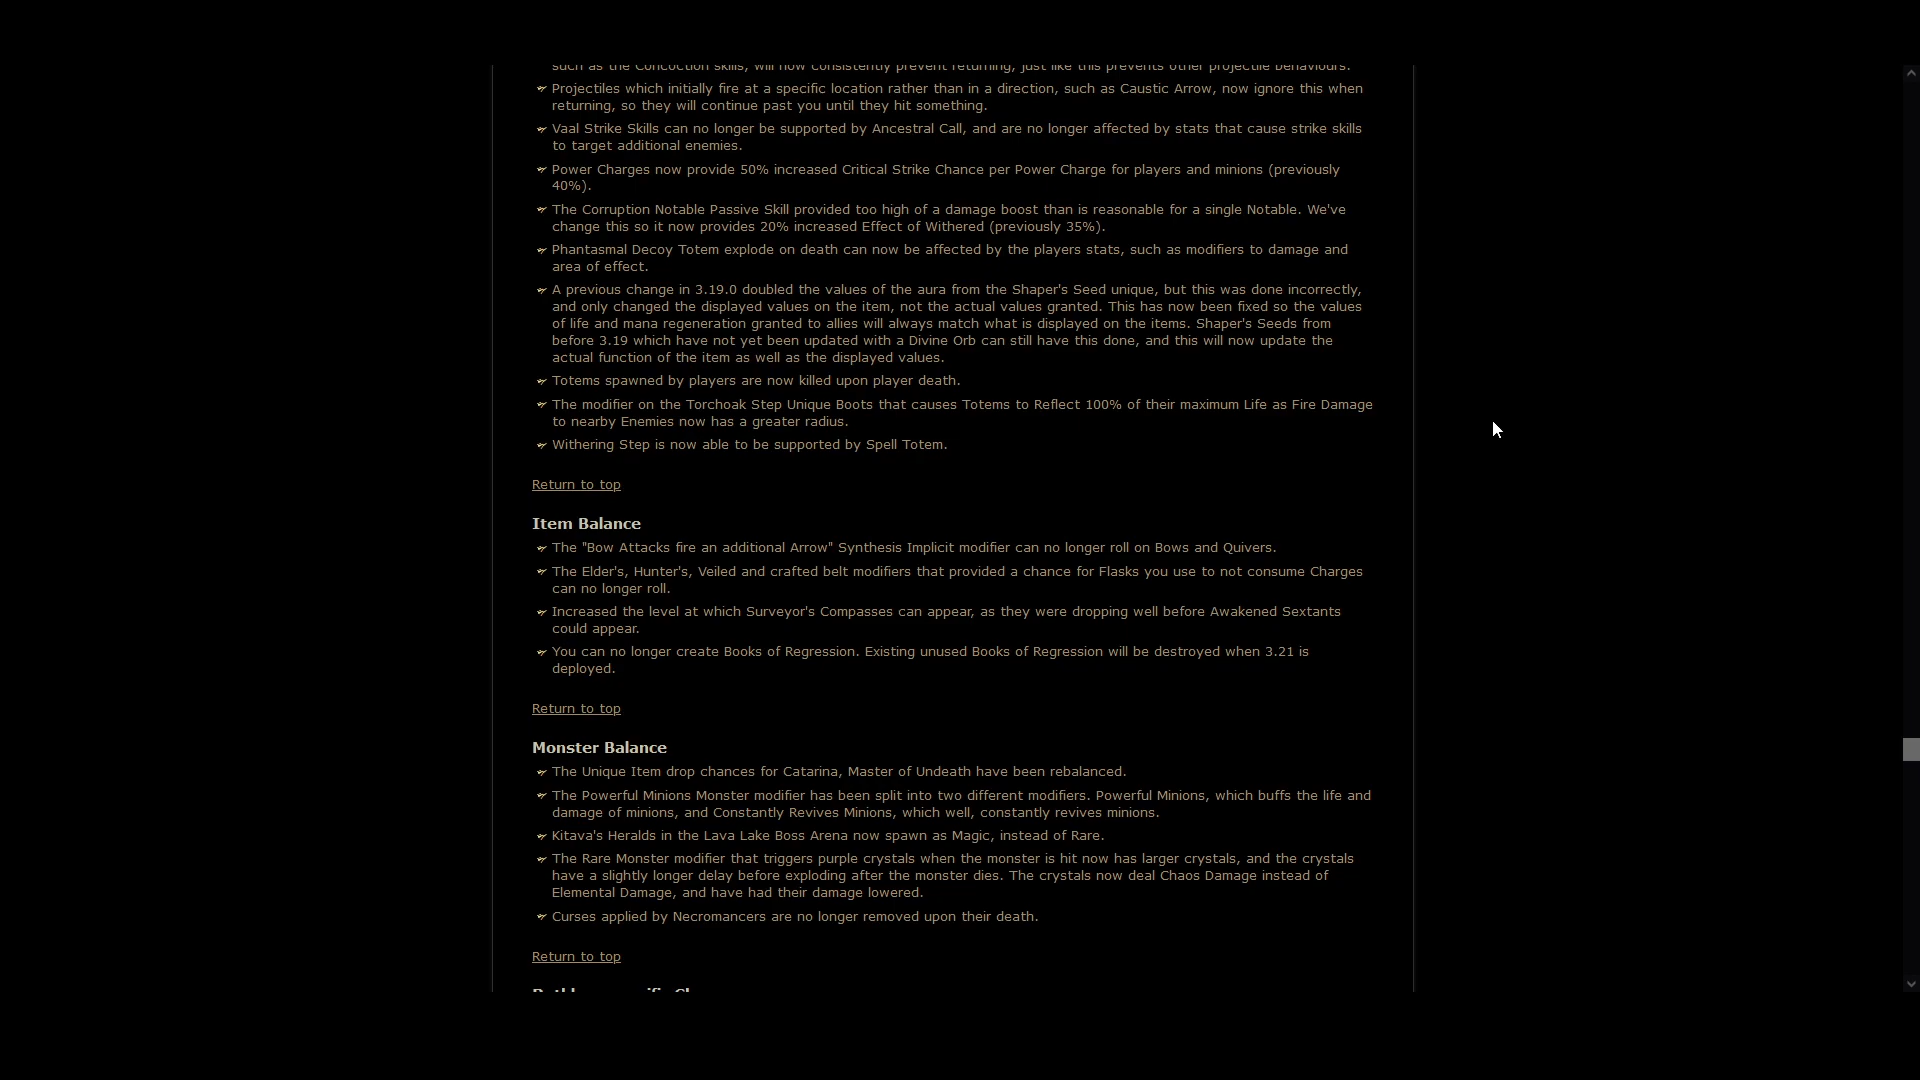 such as the Concoction skills, will now consistently prevent returning, just like this prevents other projectile behaviours.
Projectiles which initially fire at a specific location rather than in a direction, such as Caustic Arrow, now ignore this when
returning, so they will continue past you until they hit something.
Vaal Strike Skills can no longer be supported by Ancestral Call, and are no longer affected by stats that cause strike skills
to target additional enemies.
Power Charges now provide 50% increased Critical Strike Chance per Power Charge for players and minions (previously
40%).
The Corruption Notable Passive Skill provided too high of a damage boost than is reasonable for a single Notable. We've
change this so it now provides 20% increased Effect of Withered (previously 35%).
Phantasmal Decoy Totem explode on death can now be affected by the players stats, such as modifiers to damage and
area of effect.
A previous change in 3.19.0 doubled the values of the aura from the Shaper's Seed unique, but this was done incorrectly,
and only changed the displayed values on the item, not the actual values granted. This has now been fixed so the values
of life and mana regeneration granted to allies will always match what is displayed on the items. Shaper's Seeds from
before 3.19 which have not yet been updated with a Divine Orb can still have this done, and this will now update the
actual function of the item as well as the displayed values.
Totems spawned by players are now killed upon player death.
The modifier on the Torchoak Step Unique Boots that causes Totems to Reflect 100% of their maximum Life as Fire Damage
to nearby Enemies now has a greater radius.
Withering Step is now able to be supported by Spell Totem.
Return to top
Item Balance
The "Bow Attacks fire an additional Arrow" Synthesis Implicit modifier can no longer roll on Bows and Quivers.
The Elder's, Hunter's, Veiled and crafted belt modifiers that provided a chance for Flasks you use to not consume Charges
can no longer roll.
Increased the level at which Surveyor's Compasses can appear, as they were dropping well before Awakened Sextants
could appear.
You can no longer create Books of Regression. Existing unused Books of Regression will be destroyed when 3.21 is
deployed.
Return to top
Monster Balance
The Unique Item drop chances for Catarina, Master of Undeath have been rebalanced.
The Powerful Minions Monster modifier has been split into two different modifiers. Powerful Minions, which buffs the life and
damage of minions, and Constantly Revives Minions, which well, constantly revives minions.
Kitava's Heralds in the Lava Lake Boss Arena now spawn as Magic, instead of Rare.
The Rare Monster modifier that triggers purple crystals when the monster is hit now has larger crystals, and the crystals
have a slightly longer delay before exploding after the monster dies. The crystals now deal Chaos Damage instead of
Elemental Damage, and have had their damage lowered.
Curses applied by Necromancers are no longer removed upon their death.
Return to top